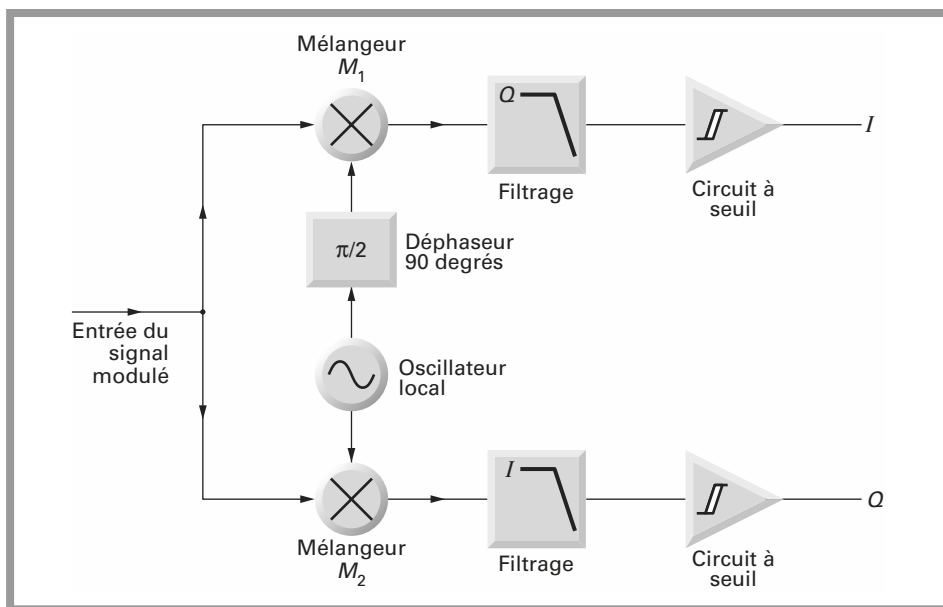 Mélangeur
M1
Q
I
Filtrage
Circuit à
seuil
π/2
Déphaseur
90 degrés
Entrée du
signal
modulé
Oscillateur
local
I
Q
Mélangeur
M2
Filtrage
Circuit à
seuil